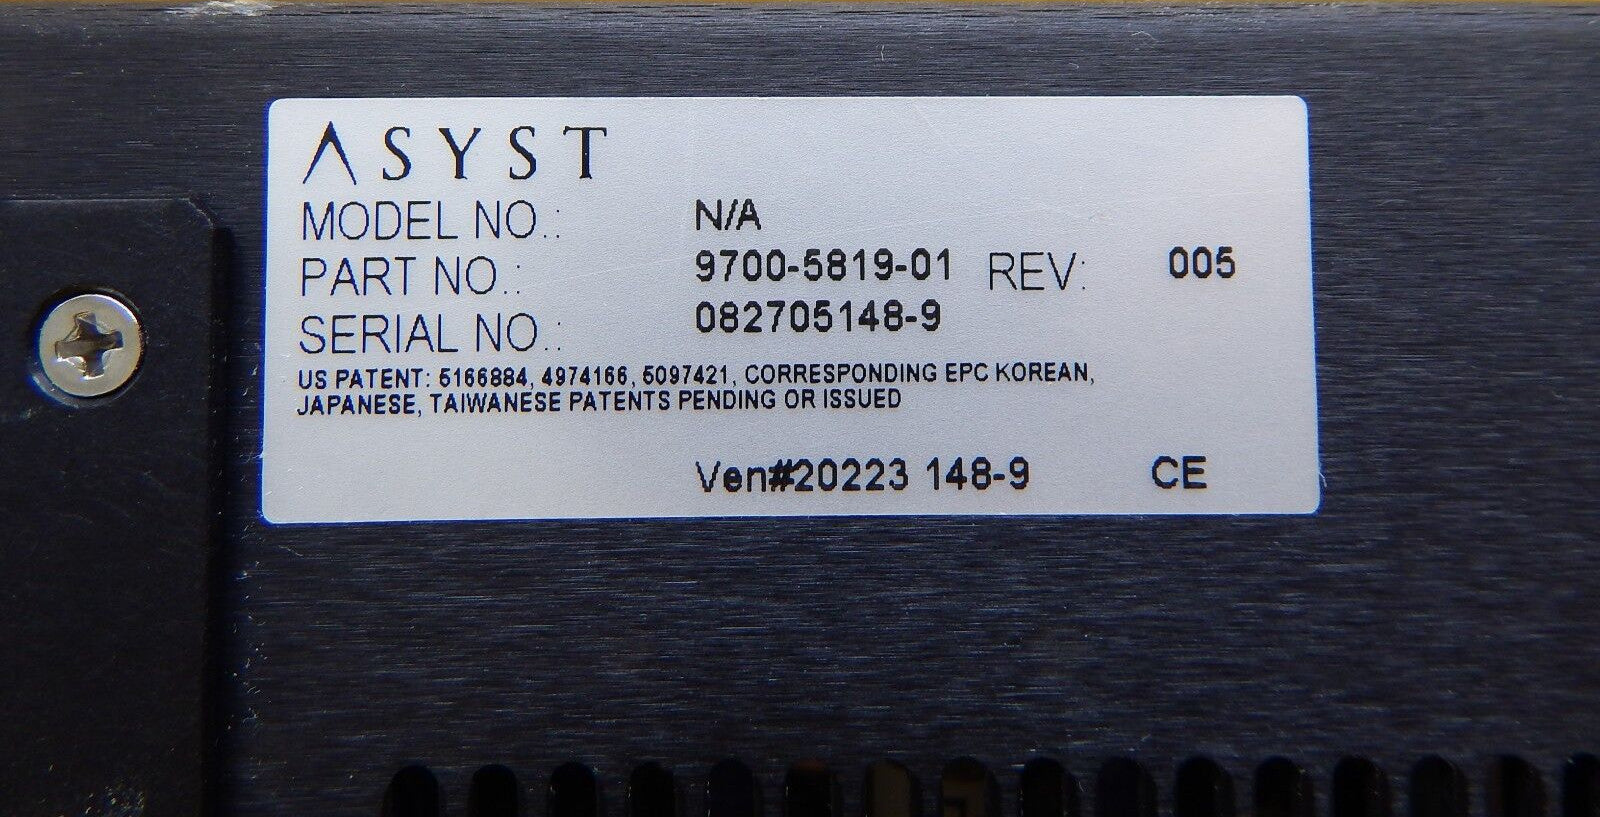 ASYST
MODEL NO.: N/A
PART NO.: 9700-5819-01 REV: 005
SERIAL NO.: 082705148-9
US PATENT: 5166884, 4974166, 5097421, CORRESPONDING EPC KOREAN,
JAPANESE, TAIWANESE PATENTS PENDING OR ISSUED
Ven#20223 148-9 CE